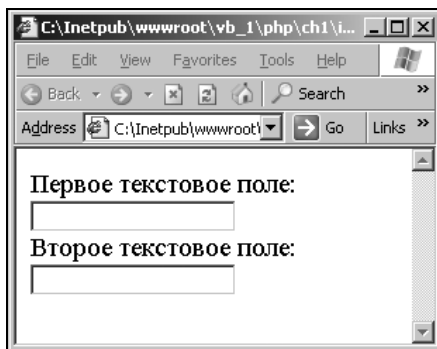 C:\Inetpub\wwwroot\vb_1\php\ch1\i...
File Edit View Favorites Tools Help
Back Search »
Address C:\Inetpub\wwwroot\ Go Links »
Первое текстовое поле:
Второе текстовое поле: